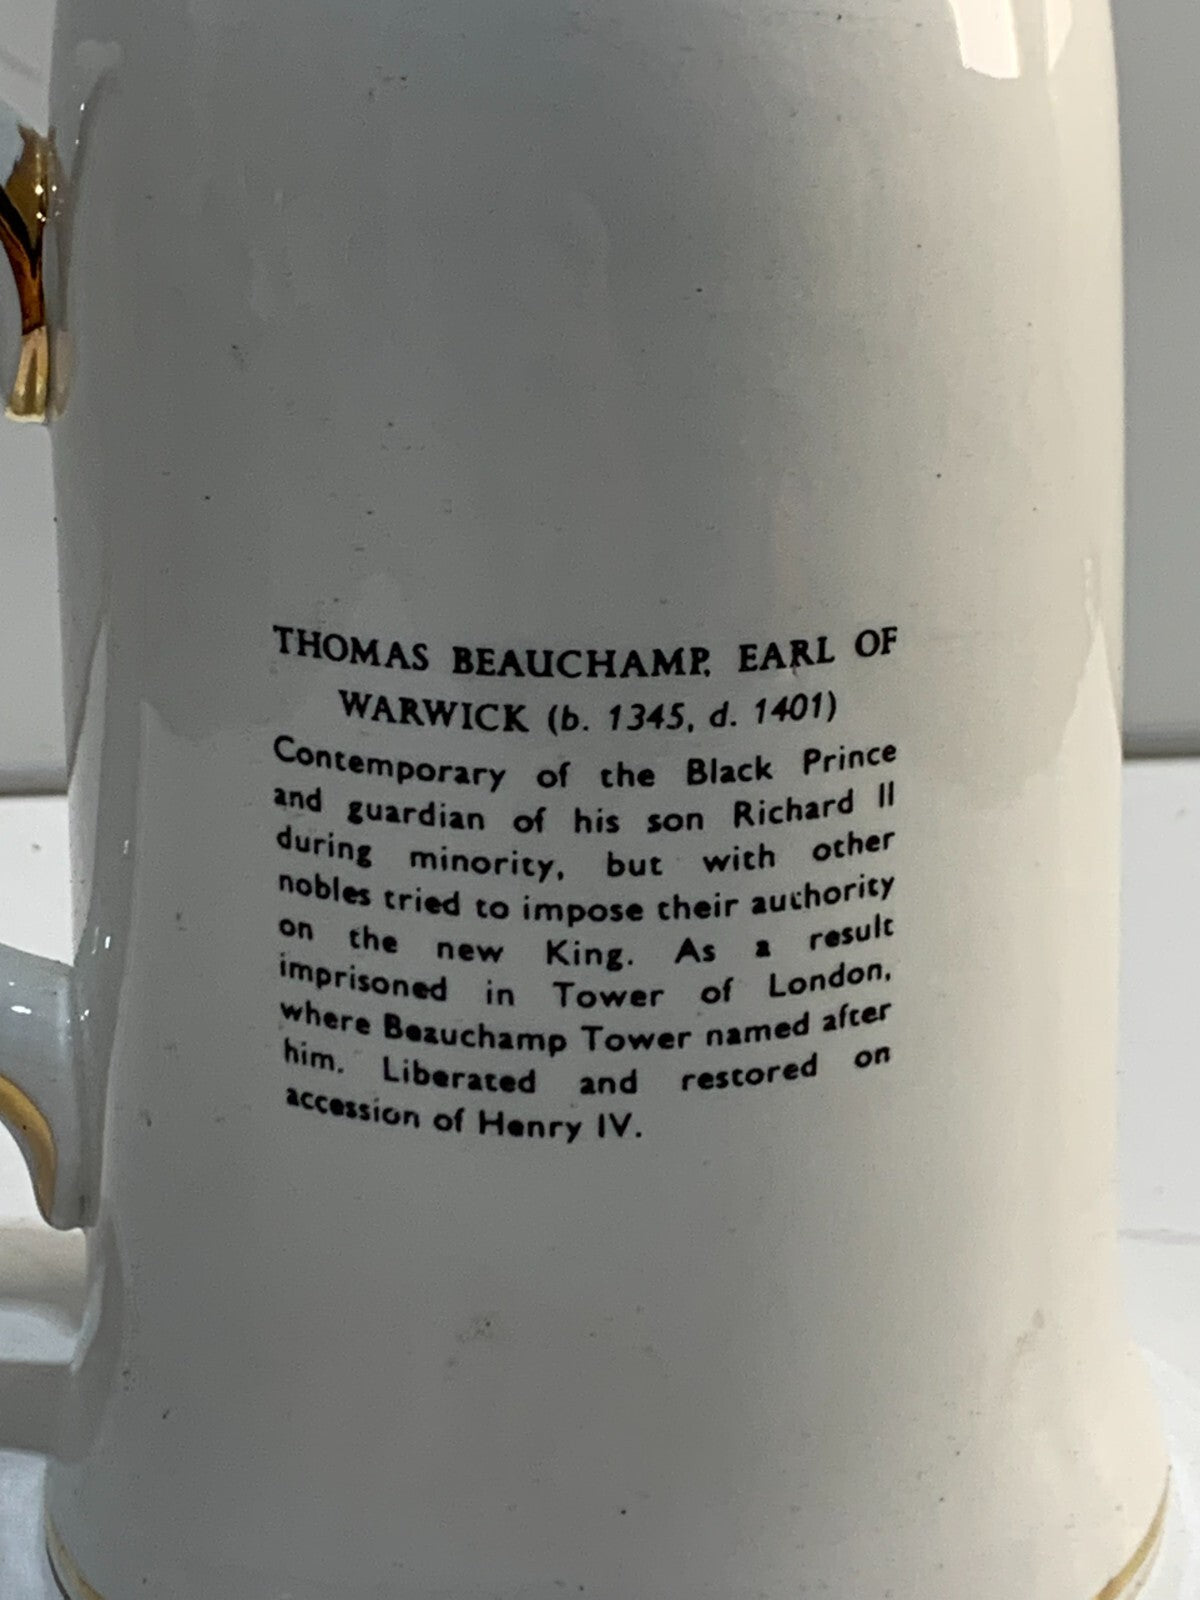 THOMAS BEAUCHAMP, EARL OF
WARWICK (b. 1345, d. 1401)
Contemporary of the Black Prince
and guardian of his son Richard II
during minority, but with other
nobles tried to impose their authority
on the new King. As a result
imprisoned in Tower of London,
where Beauchamp Tower named after
him. Liberated and restored on
accession of Henry IV.